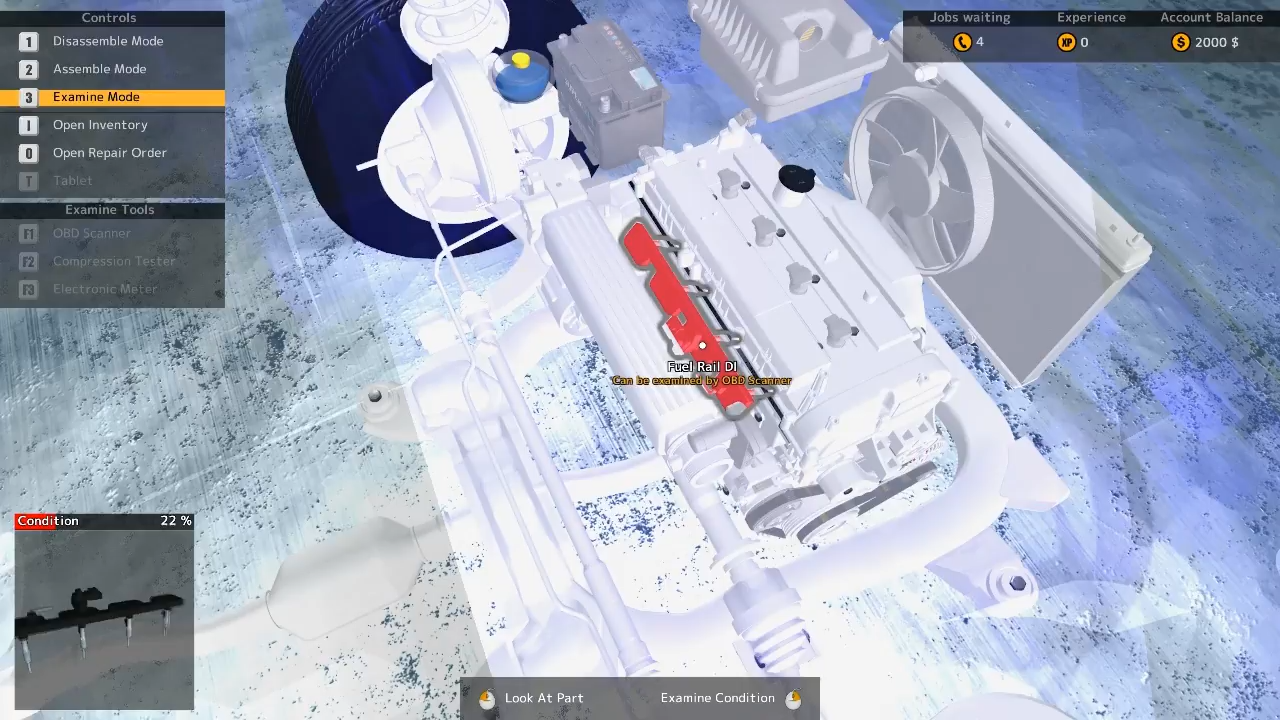 Controls
1 Disassemble Mode
2 Assemble Mode
3 Examine Mode
I Open Inventory
O Open Repair Order
T Tablet
Examine Tools
F1 OBD Scanner
F2 Compression Tester
F3 Electronic Meter
Jobs waiting Experience Account Balance
4 XP 0 $ 2000 $
Fuel Rail DI
Can be examined by OBD Scanner
Condition 22 %
Look At Part Examine Condition